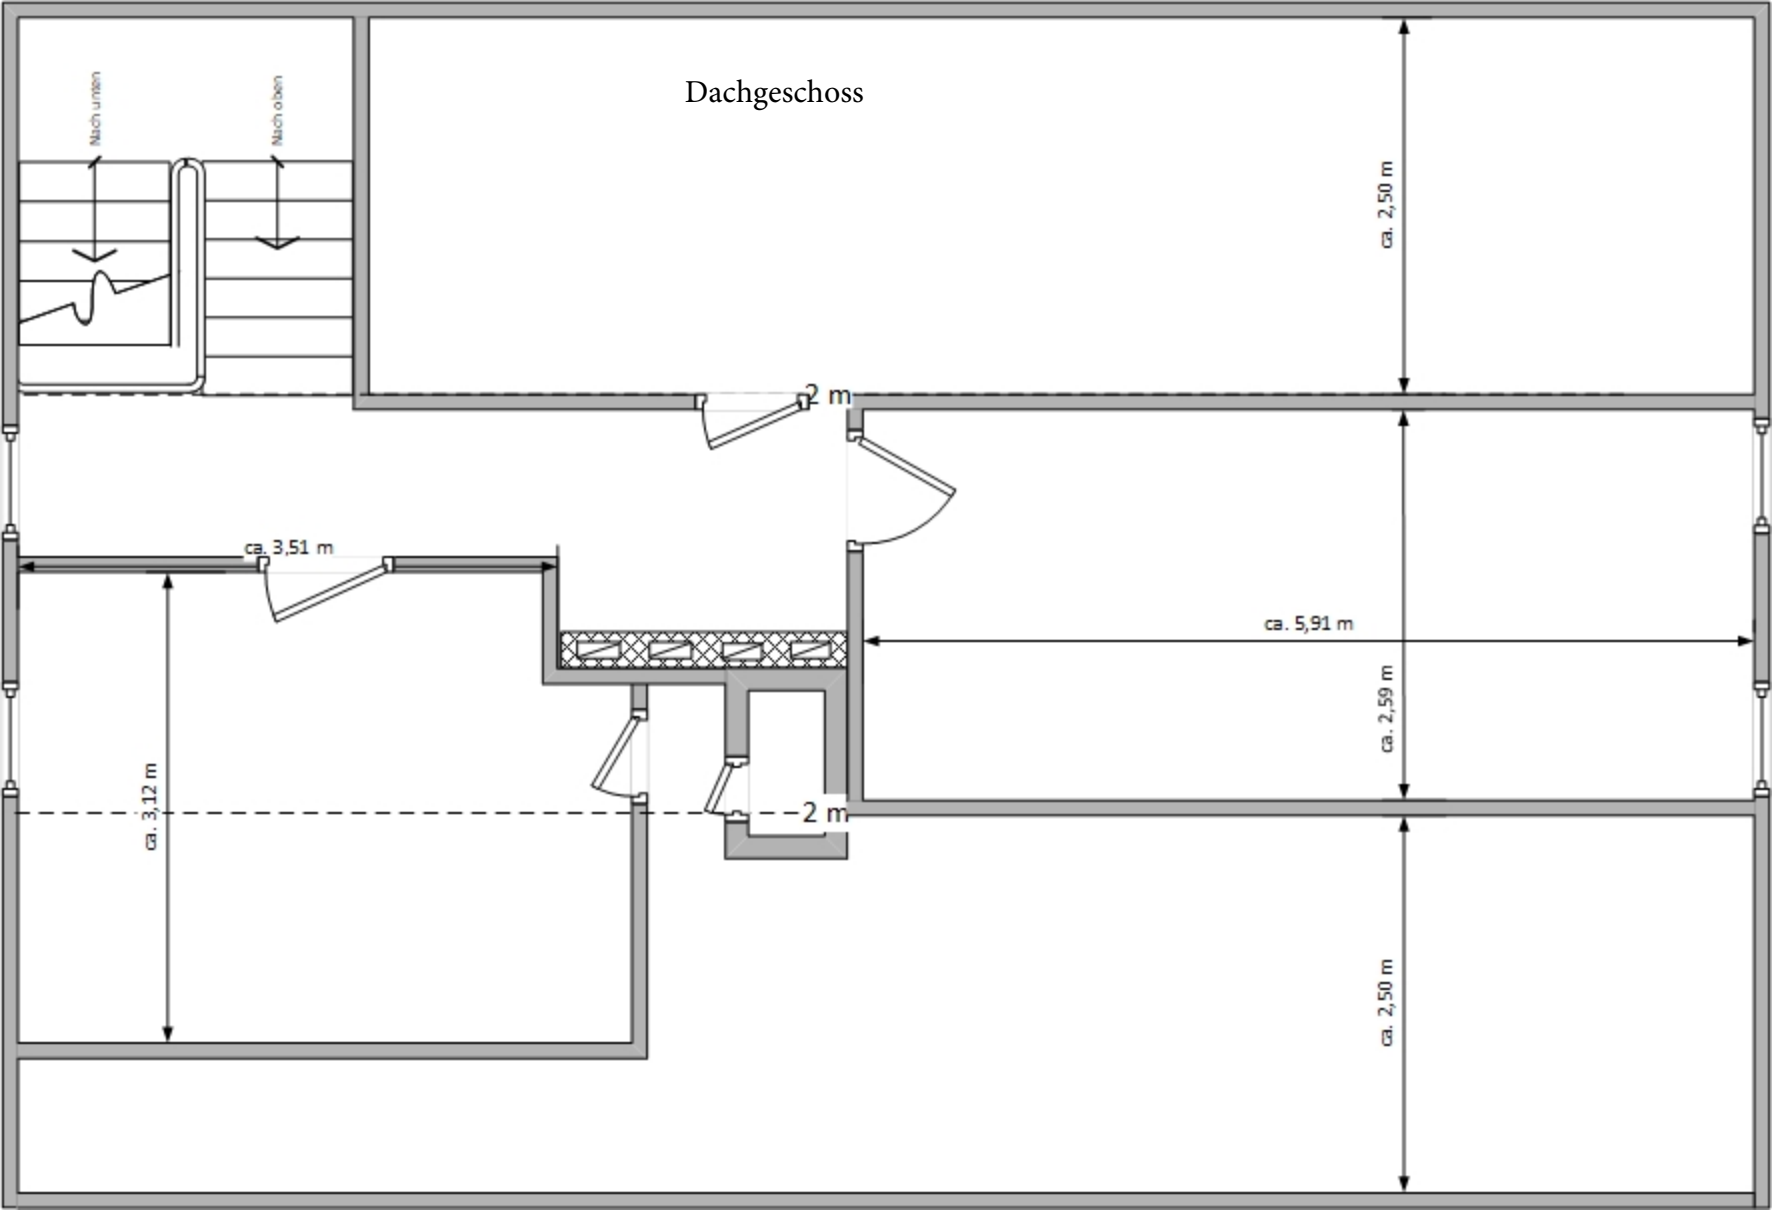 Nach unten
Nach oben
Dachgeschoss
ca. 2,50 m
2 m
ca. 3,51 m
ca. 5,91 m
ca. 2,59 m
ca. 3,12 m
2 m
ca. 2,50 m